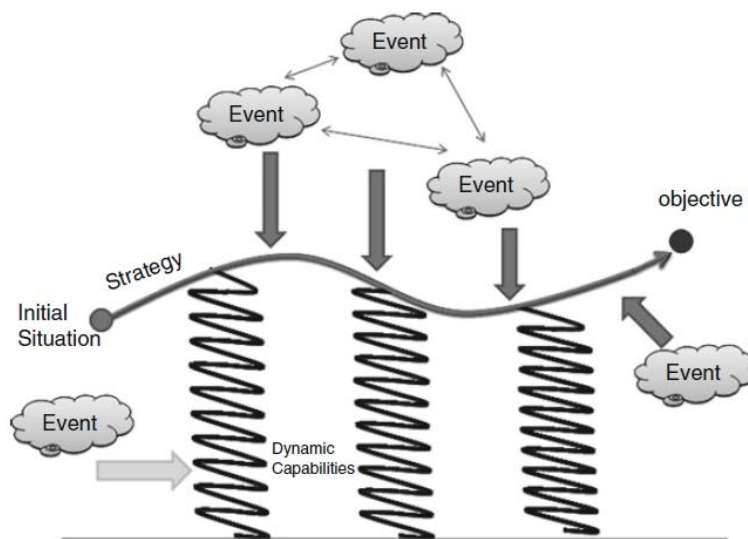 Event
Event
Event
objective
Strategy
Initial
Situation
Event
Event
Dynamic
Capabilities